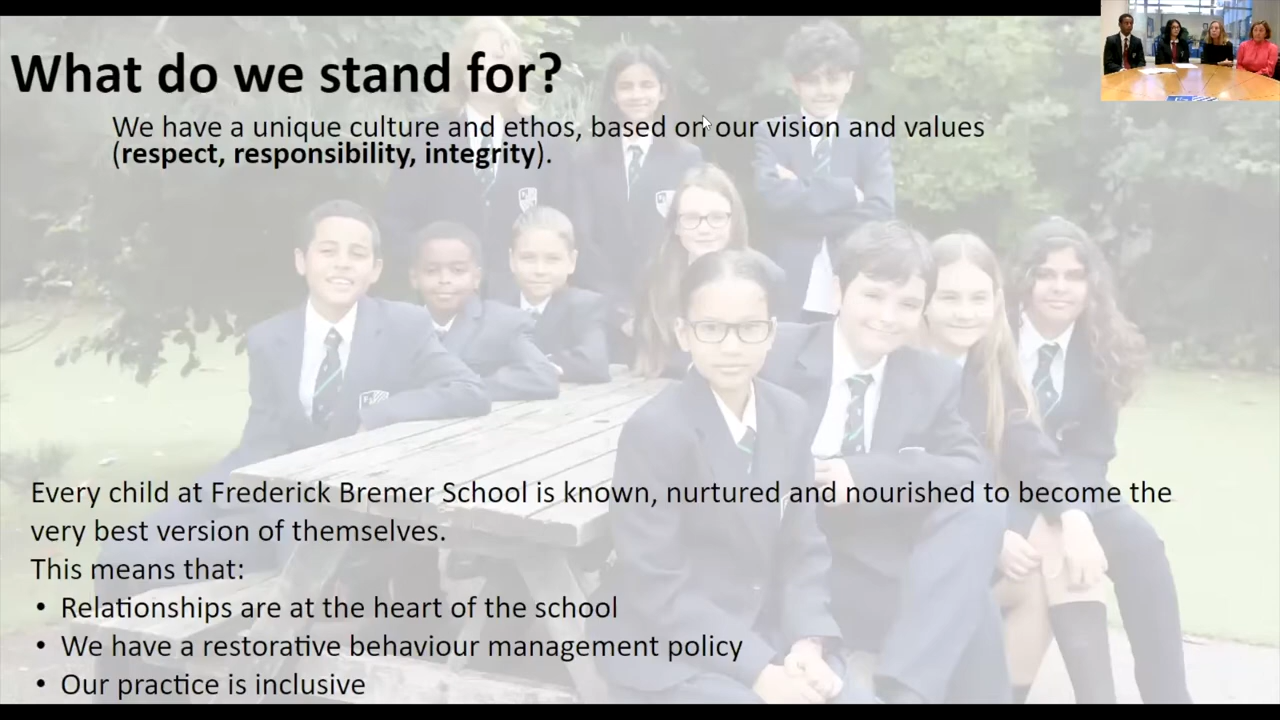 What do we stand for?
We have a unique culture and ethos, based on our vision and values
(respect, responsibility, integrity).
Every child at Frederick Bremer School is known, nurtured and nourished to become the
very best version of themselves.
This means that:
• Relationships are at the heart of the school
• We have a restorative behaviour management policy
• Our practice is inclusive